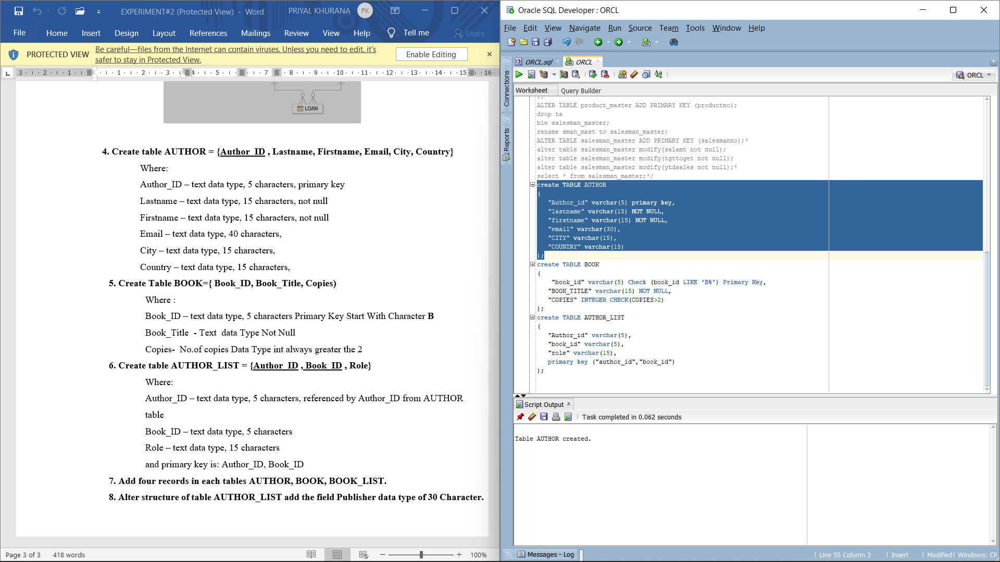 EXPERIMENT#2 (Protected View) - Word
PRIYAL KHURANA
PK
File
Home
Insert
Design
Layout
References
Mailings
Review
View
Help
Tell me
Share
PROTECTED VIEW
Be careful—files from the Internet can contain viruses. Unless you need to edit, it's
safer to stay in Protected View.
Enable Editing
3 2 1 3 4 5 7 8 9 10 11 12 13 14 15 16
LOAN
4. Create table AUTHOR = {Author_ID , Lastname, Firstname, Email, City, Country}
Where:
Author_ID – text data type, 5 characters, primary key
Lastname – text data type, 15 characters, not null
Firstname – text data type, 15 characters, not null
Email – text data type, 40 characters,
City – text data type, 15 characters,
Country – text data type, 15 characters,
5. Create Table BOOK={ Book_ID, Book_Title, Copies)
Where :
Book_ID – text data type, 5 characters Primary Key Start With Character B
Book_Title - Text data Type Not Null
Copies- No.of copies Data Type int always greater the 2
6. Create table AUTHOR_LIST = {Author_ID , Book_ID , Role}
Where:
Author_ID – text data type, 5 characters, referenced by Author_ID from AUTHOR
table
Book_ID – text data type, 5 characters
Role – text data type, 15 characters
and primary key is: Author_ID, Book_ID
7. Add four records in each tables AUTHOR, BOOK, BOOK_LIST.
8. Alter structure of table AUTHOR_LIST add the field Publisher data type of 30 Character.
Page 3 of 3
418 words
100%
Oracle SQL Developer : ORCL
File Edit View Navigate Run Source Team Tools Window Help
Connections
Reports
ORCL.sql
ORCL
ORCL
Worksheet
Query Builder
);
ALTER TABLE product_master ADD PRIMARY KEY (productno);
drop ta
ble salesman_master;
rename sman_mast to salesman_master;
ALTER TABLE salesman_master ADD PRIMARY KEY (salesmanno);*
alter table salesman_master modify(salamt not null);
alter table salesman_master modify(tgttoget not null);
alter table salesman_master modify(ytdsales not null);*
select * from salesman_master;*/
create TABLE AUTHOR
(
"Author_id" varchar(5) primary key,
"lastname" varchar(15) NOT NULL,
"firstname" varchar(15) NOT NULL,
"email" varchar(30),
"CITY" varchar(15),
"COUNTRY" varchar(15)
);
create TABLE BOOK
(
"book_id" varchar(5) Check (book_id LIKE 'B%') Primary Key,
"BOOK_TITLE" varchar(15) NOT NULL,
"COPIES" INTEGER CHECK(COPIES>2)
);
create TABLE AUTHOR_LIST
(
"Author_id" varchar(5),
"book_id" varchar(5),
"role" varchar(15),
primary key ("author_id","book_id")
);
Script Output
Task completed in 0.062 seconds
Table AUTHOR created.
Messages - Log
Line 55 Column 3
Insert
Modified
Windows: CR